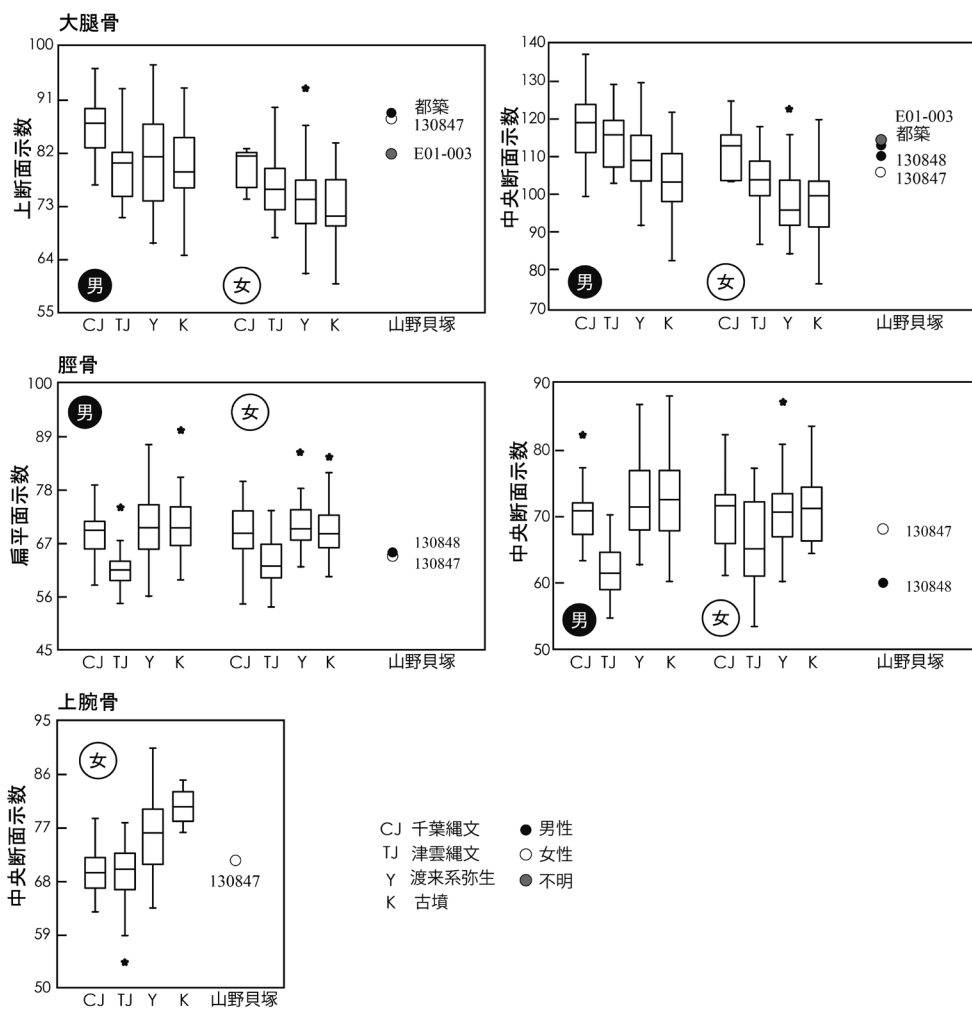 大腿骨
上断面示数
100
91
82
73
64
55
男
女
都築
130847
E01-003
CJ TJ Y K CJ TJ Y K 山野貝塚
中央断面示数
140
130
120
110
100
90
80
70
男
女
E01-003
都築
130848
130847
CJ TJ Y K CJ TJ Y K 山野貝塚
脛骨
扁平面示数
100
89
78
67
56
45
男
女
130848
130847
CJ TJ Y K CJ TJ Y K 山野貝塚
中央断面示数
90
80
70
60
50
男
女
130847
130848
CJ TJ Y K CJ TJ Y K 山野貝塚
上腕骨
中央断面示数
95
86
77
68
59
50
女
130847
CJ TJ Y K 山野貝塚
CJ 千葉縄文
TJ 津雲縄文
Y 渡来系弥生
K 古墳
男性
女性
不明